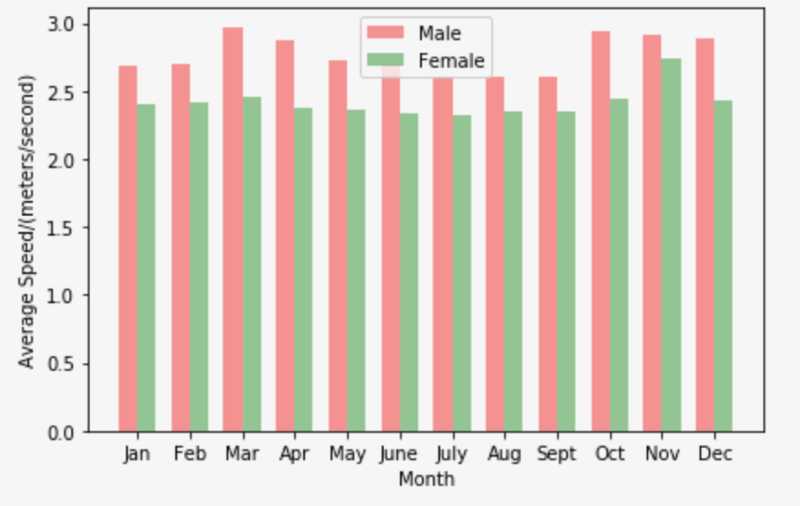 Male
Female
3.0
2.5
2.0
1.5
1.0
0.5
0.0
Average Speed/(meters/second)
Jan Feb Mar Apr May June July Aug Sept Oct Nov Dec
Month